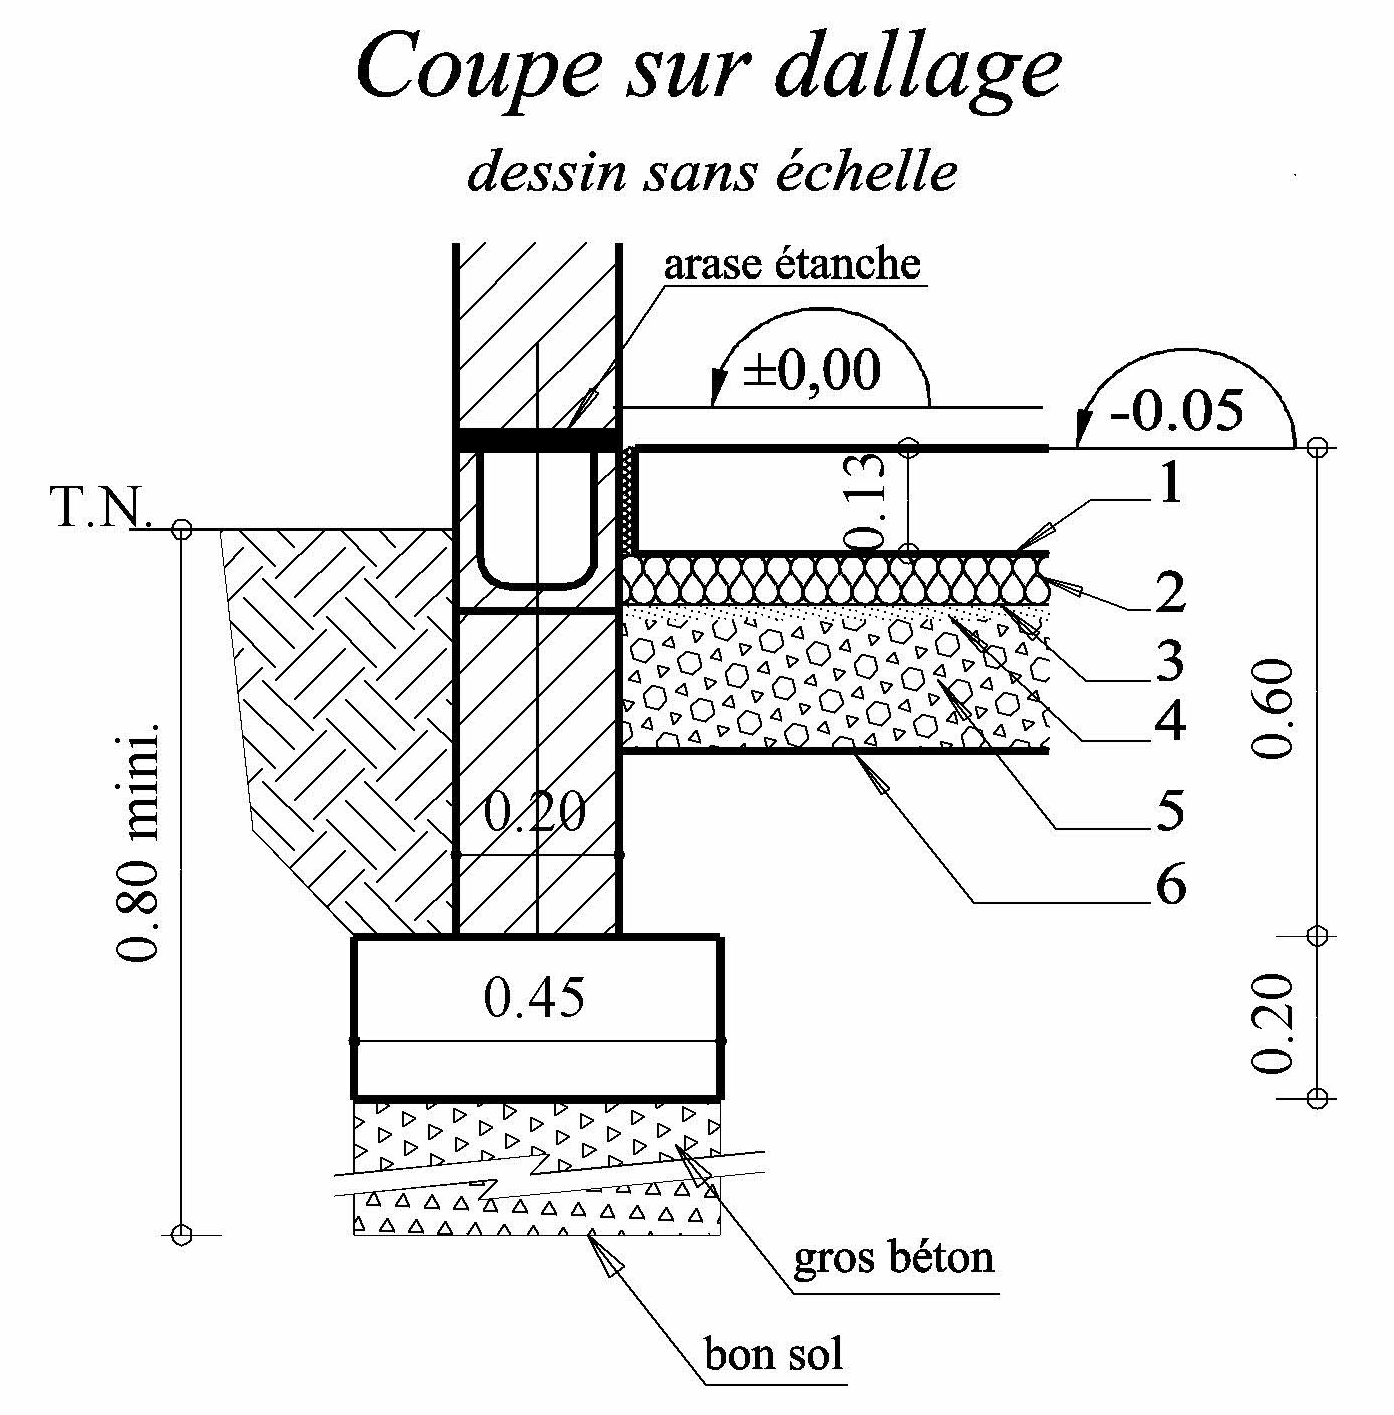 Coupe sur dallage
dessin sans échelle
arase étanche
±0,00
-0.05
0.13
1
T.N.
2
3
0.60
4
0.80 mini.
0.20
5
6
0.45
0.20
gros béton
bon sol